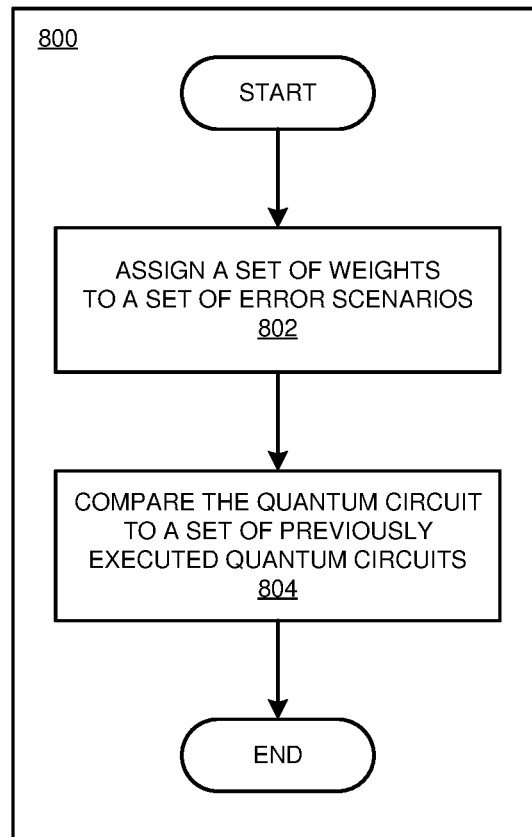 800
START
ASSIGN A SET OF WEIGHTS
TO A SET OF ERROR SCENARIOS
802
COMPARE THE QUANTUM CIRCUIT
TO A SET OF PREVIOUSLY
EXECUTED QUANTUM CIRCUITS
804
END